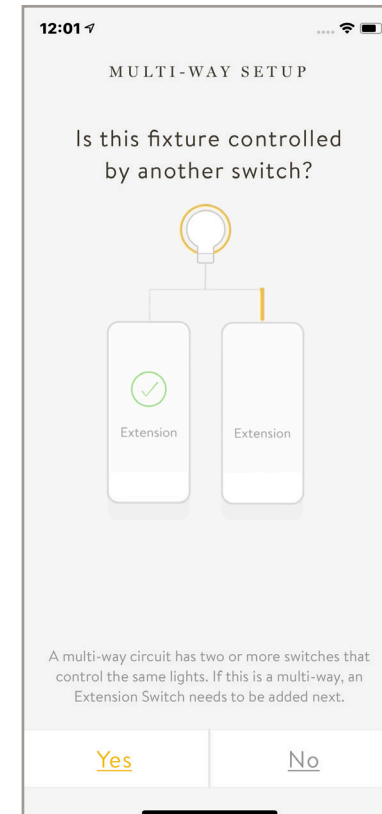 12:01
MULTI-WAY SETUP
Is this fixture controlled
by another switch?
Extension
Extension
A multi-way circuit has two or more switches that
control the same lights. If this is a multi-way, an
Extension Switch needs to be added next.
Yes
No